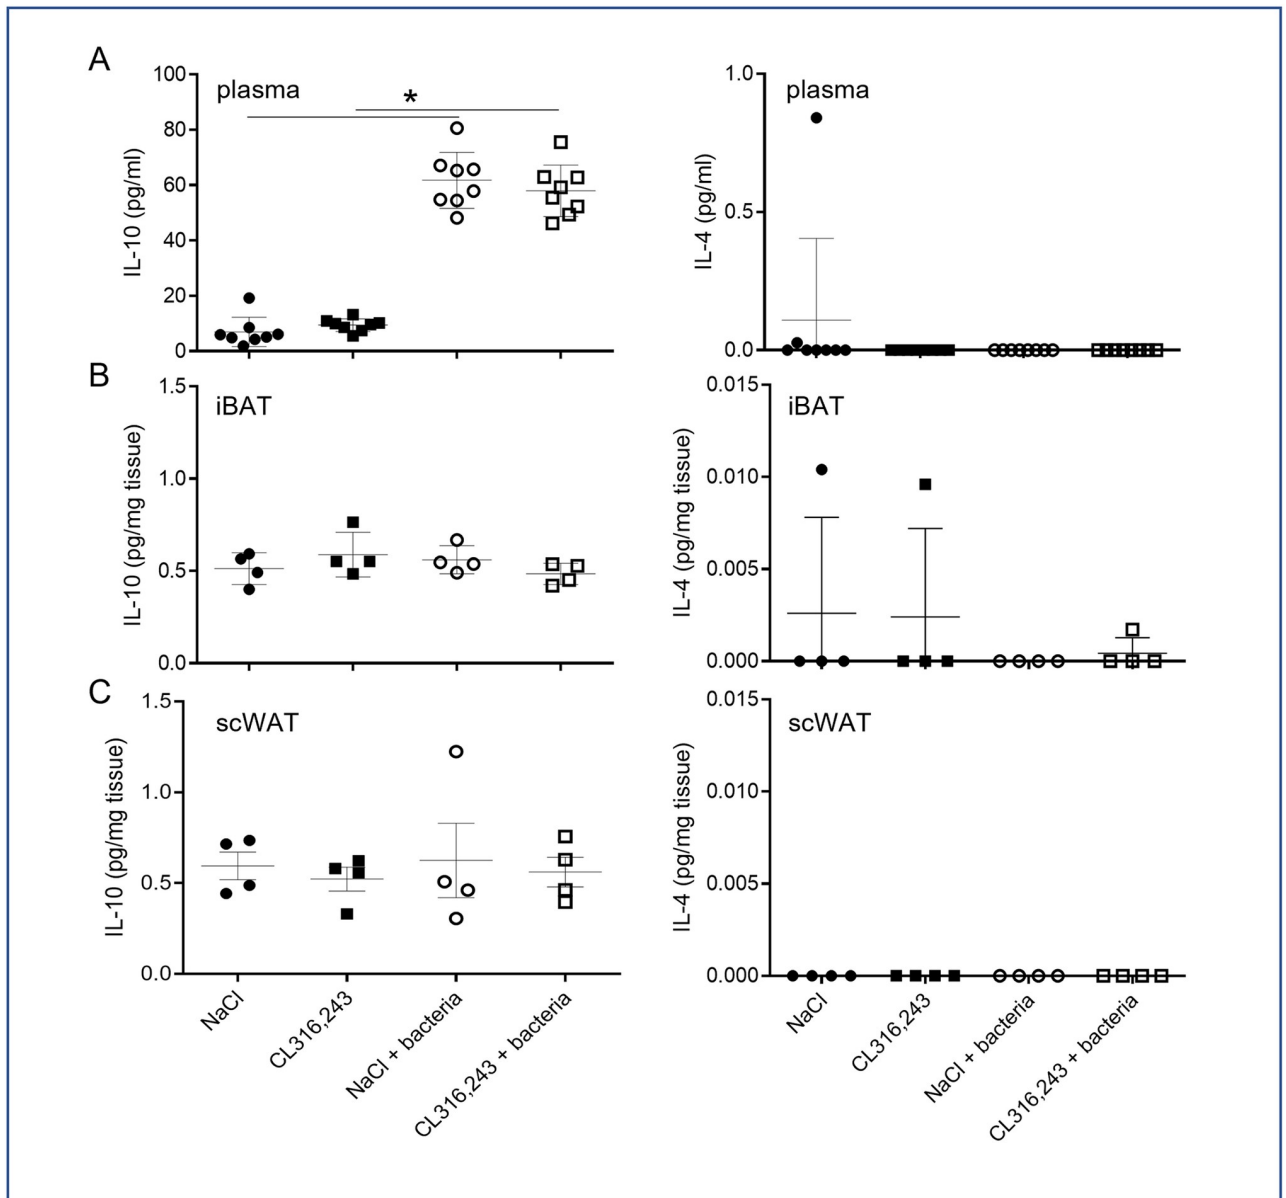 A
plasma
*
IL-10 (pg/ml)
100
80
60
40
20
0
plasma
IL-4 (pg/ml)
1.0
0.5
0.0
B
iBAT
IL-10 (pg/mg tissue)
1.5
1.0
0.5
0.0
iBAT
IL-4 (pg/mg tissue)
0.015
0.010
0.005
0.000
C
scWAT
IL-10 (pg/mg tissue)
1.5
1.0
0.5
0.0
NaCl
CL316,243
NaCl + bacteria
CL316,243 + bacteria
scWAT
IL-4 (pg/mg tissue)
0.015
0.010
0.005
0.000
NaCl
CL316,243
NaCl + bacteria
CL316,243 + bacteria